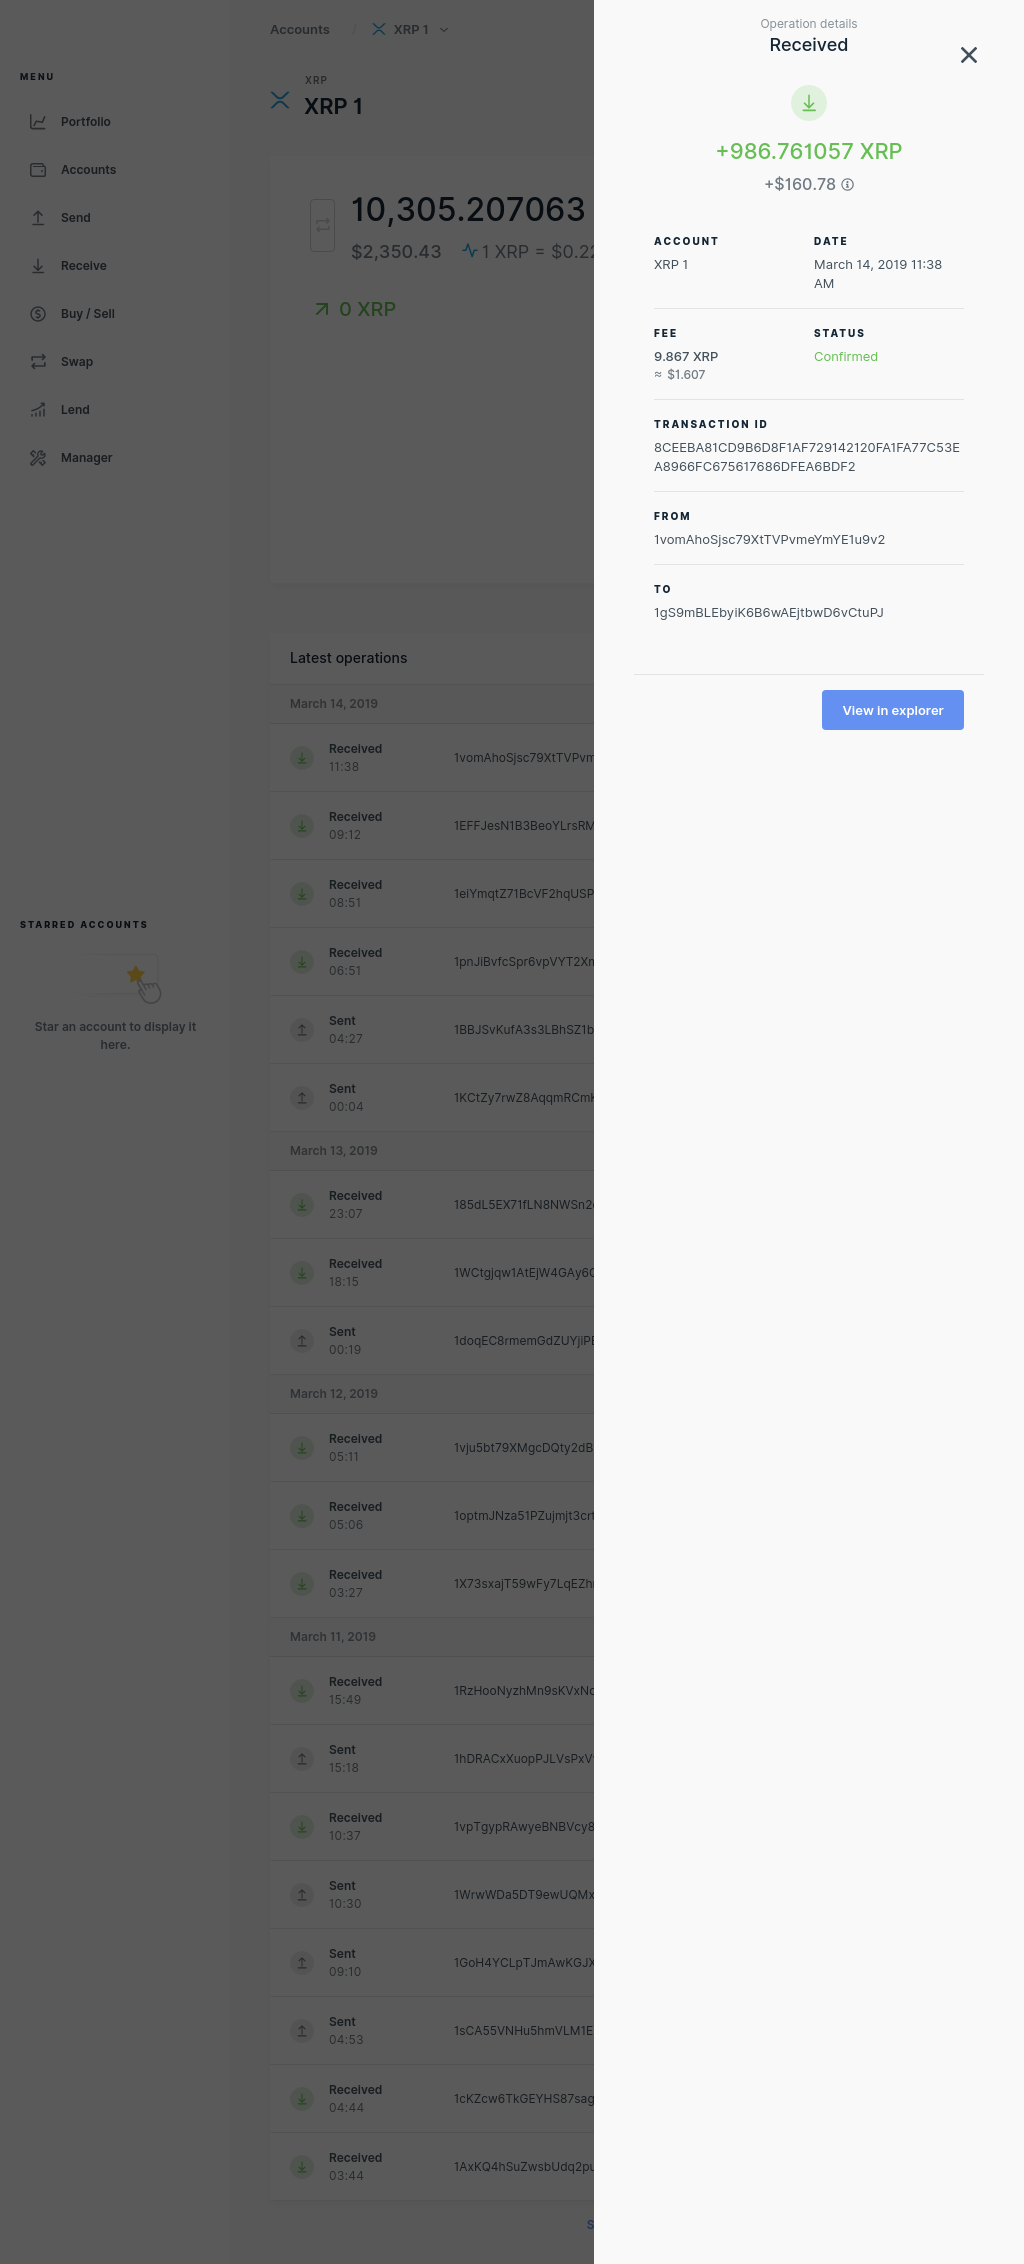 MENU
Portfolio
Accounts
Send
Receive
Buy / Sell
Swap
Lend
Manager
STARRED ACCOUNTS
Star an account to display it
here.
Accounts / XRP 1
XRP
XRP 1
10,305.207063
$2,350.43 1 XRP = $0.22
0 XRP
Latest operations
March 14, 2019
Received
11:38
1vomAhoSjsc79XtTVPvm
Received
09:12
1EFFJesN1B3BeoYLrsRM
Received
08:51
1eiYmqtZ71BcVF2hqUSP
Received
06:51
1pnJiBvfcSpr6vpVYT2Xm
Sent
04:27
1BBJSvKufA3s3LBhSZ1b
Sent
00:04
1KCtZy7rwZ8AqqmRCmK
March 13, 2019
Received
23:07
185dL5EX71fLN8NWSn2
Received
18:15
1WCtgjqw1AtEjW4GAy6
Sent
00:19
1doqEC8rmemGdZUYjiP
March 12, 2019
Received
05:11
1vju5bt79XMgcDQty2dB
Received
05:06
1optmJNza51PZujmjt3crt
Received
03:27
1X73sxajT59wFy7LqEZh
March 11, 2019
Received
15:49
1RzHooNyzhMn9sKVxN
Sent
15:18
1hDRACxXuopPJLVsPxV
Received
10:37
1vpTgypRAwyeBNBVcy8
Sent
10:30
1WrwWDa5DT9ewUQMx
Sent
09:10
1GoH4YCLpTJmAwKGJX
Sent
04:53
1sCA55VNHu5hmVLM1E
Received
04:44
1cKZcw6TkGEYHS87sag
Received
03:44
1AxKQ4hSuZwsbUdq2pu
Operation details
Received
+986.761057 XRP
+$160.78
ACCOUNT DATE
XRP 1 March 14, 2019 11:38
AM
FEE STATUS
9.867 XRP Confirmed
≈ $1.607
TRANSACTION ID
8CEEBA81CD9B6D8F1AF729142120FA1FA77C53E
A8966FC675617686DFEA6BDF2
FROM
1vomAhoSjsc79XtTVPvmeYmYE1u9v2
TO
1gS9mBLEbyiK6B6wAEjtbwD6vCtuPJ
View in explorer